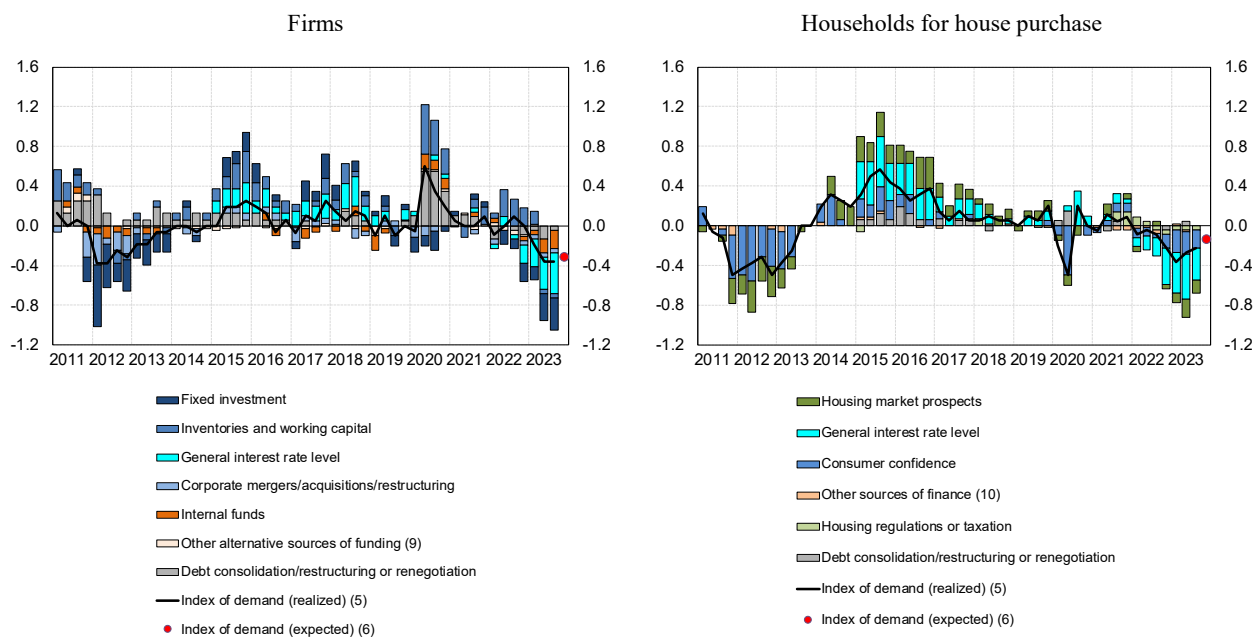 Firms
1.6
1.2
0.8
0.4
0.0
-0.4
-0.8
-1.2
1.6
1.2
0.8
0.4
0.0
-0.4
-0.8
-1.2
2011 2012 2013 2014 2015 2016 2017 2018 2019 2020 2021 2022 2023
Fixed investment
Inventories and working capital
General interest rate level
Corporate mergers/acquisitions/restructuring
Internal funds
Other alternative sources of funding (9)
Debt consolidation/restructuring or renegotiation
Index of demand (realized) (5)
Index of demand (expected) (6)
Households for house purchase
1.6
1.2
0.8
0.4
0.0
-0.4
-0.8
-1.2
1.6
1.2
0.8
0.4
0.0
-0.4
-0.8
-1.2
2011 2012 2013 2014 2015 2016 2017 2018 2019 2020 2021 2022 2023
Housing market prospects
General interest rate level
Consumer confidence
Other sources of finance (10)
Housing regulations or taxation
Debt consolidation/restructuring or renegotiation
Index of demand (realized) (5)
Index of demand (expected) (6)